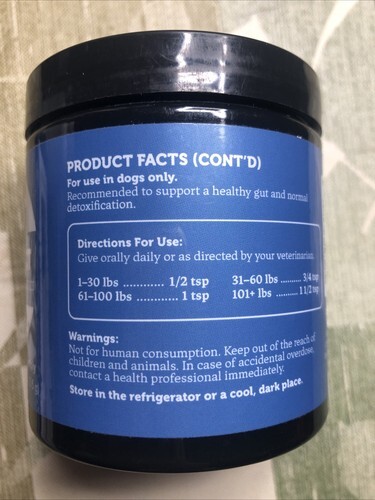 PRODUCT FACTS (CONT'D)
For use in dogs only.
Recommended to support a healthy gut and normal
detoxification.
Directions For Use:
Give orally daily or as directed by your veterinarian.
1–30 lbs ............ 1/2 tsp 31–60 lbs .......... 3/4 tsp
61–100 lbs ............ 1 tsp 101+ lbs .......... 1 1/2 tsp
Warnings:
Not for human consumption. Keep out of the reach of
children and animals. In case of accidental overdose,
contact a health professional immediately.
Store in the refrigerator or a cool, dark place.